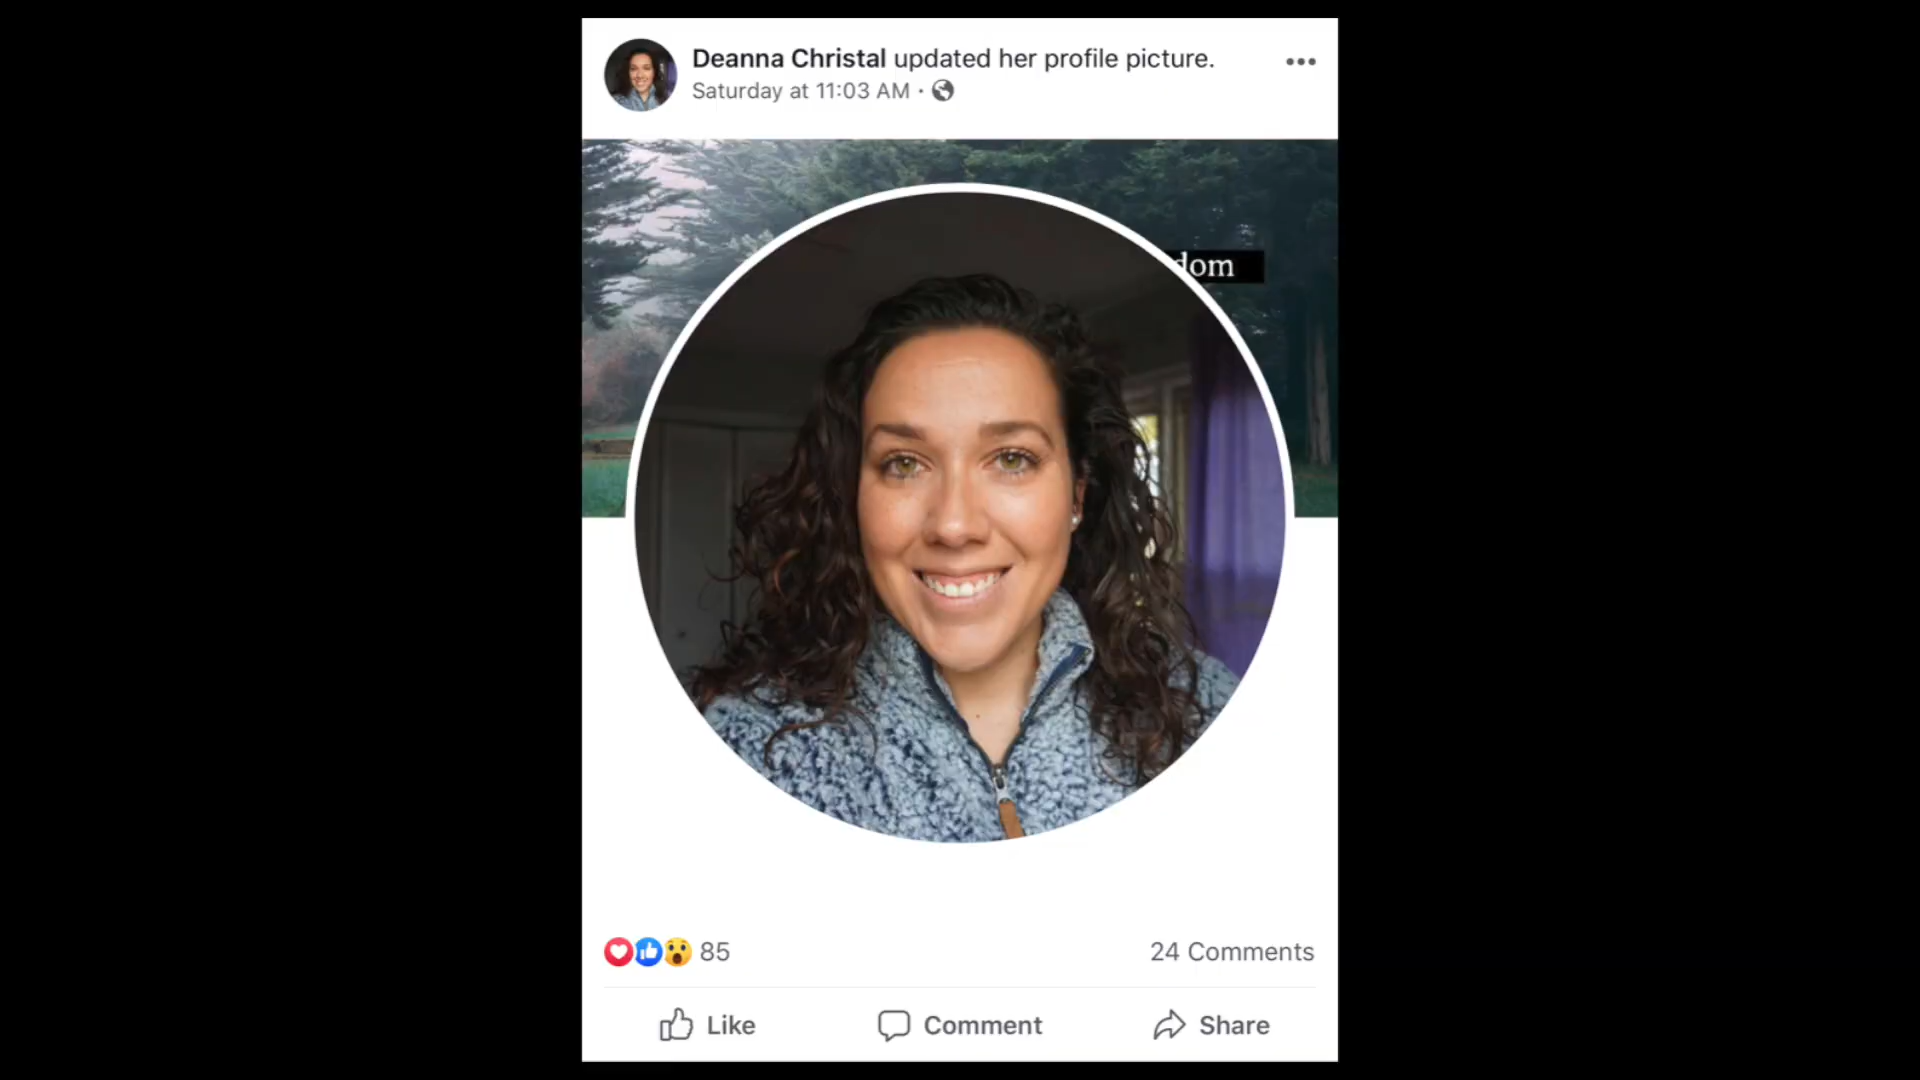 Deanna Christal updated her profile picture.
Saturday at 11:03 AM ·
dom
85
24 Comments
Like
Comment
Share